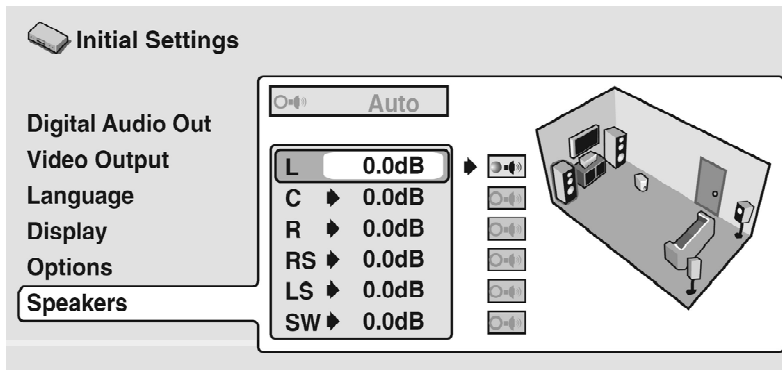 Initial Settings
Digital Audio Out
Video Output
Language
Display
Options
Speakers
Auto
L 0.0dB
C 0.0dB
R 0.0dB
RS 0.0dB
LS 0.0dB
SW 0.0dB